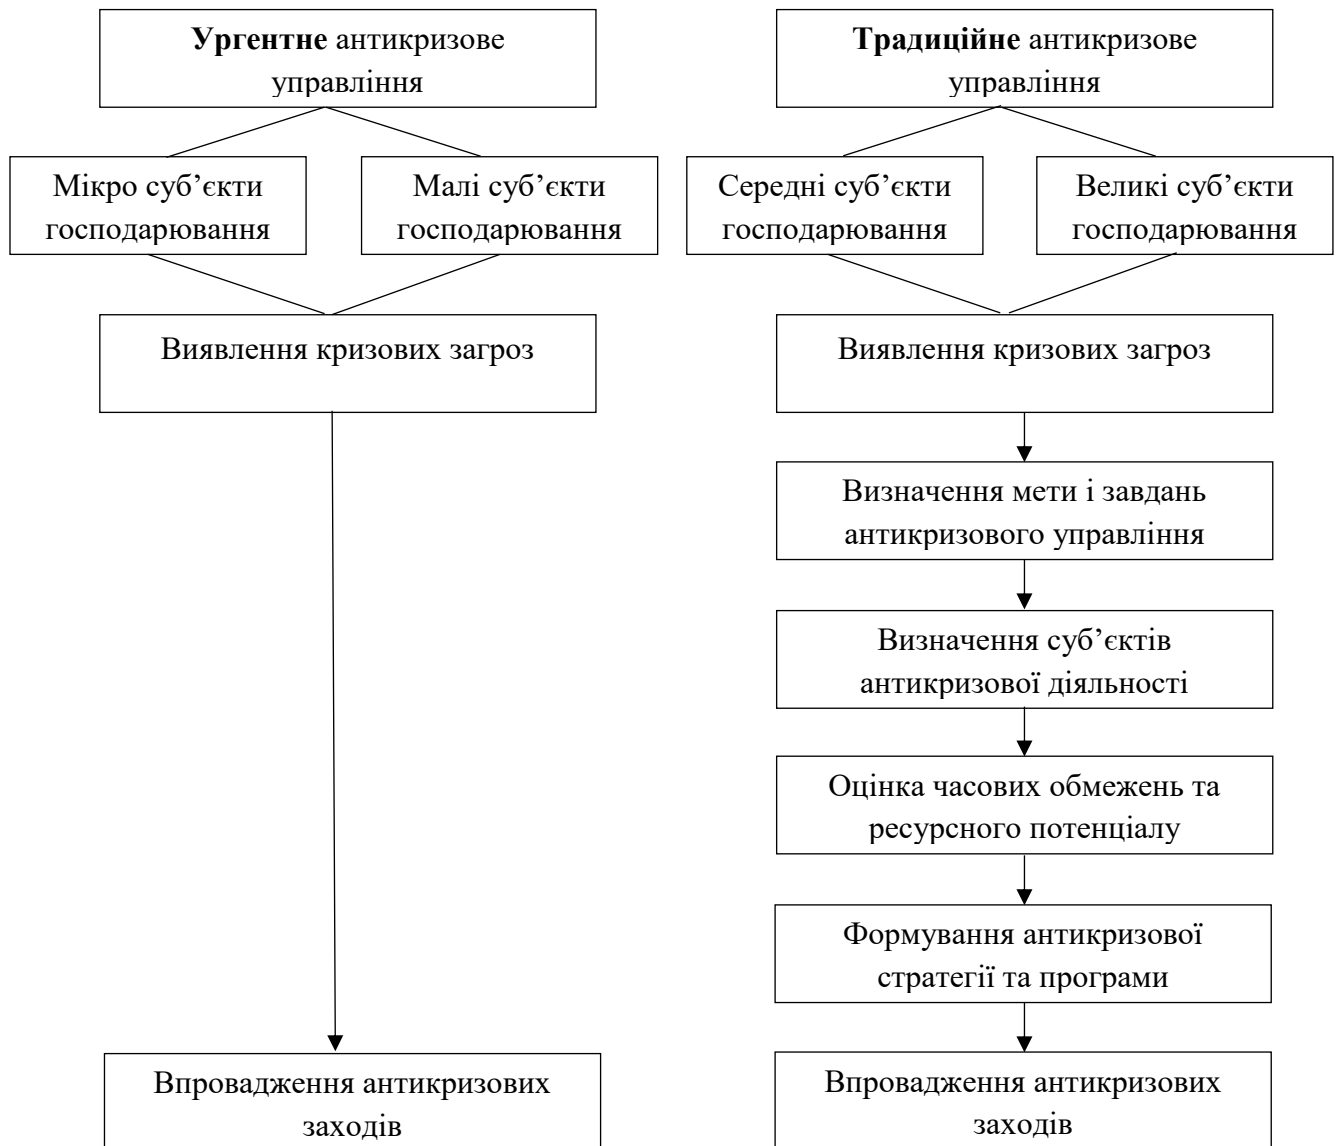 Ургентне антикризове
управління
Традиційне антикризове
управління
Мікро суб’єкти
господарювання
Малі суб’єкти
господарювання
Середні суб’єкти
господарювання
Великі суб’єкти
господарювання
Виявлення кризових загроз
Виявлення кризових загроз
Визначення мети і завдань
антикризового управління
Визначення суб’єктів
антикризової діяльності
Оцінка часових обмежень та
ресурсного потенціалу
Формування антикризової
стратегії та програми
Впровадження антикризових
заходів
Впровадження антикризових
заходів